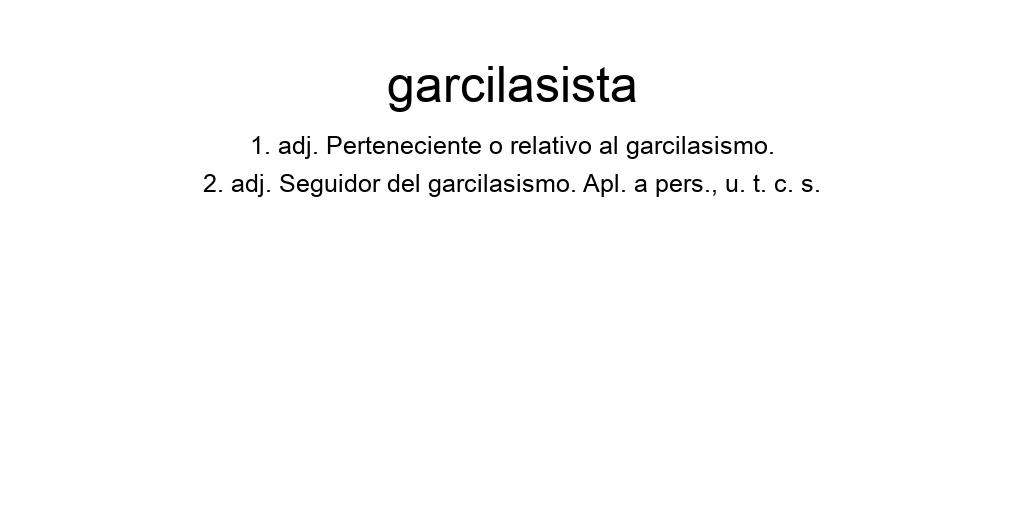 garcilasista
1. adj. Perteneciente o relativo al garcilasismo.
2. adj. Seguidor del garcilasismo. Apl. a pers., u. t. c. s.